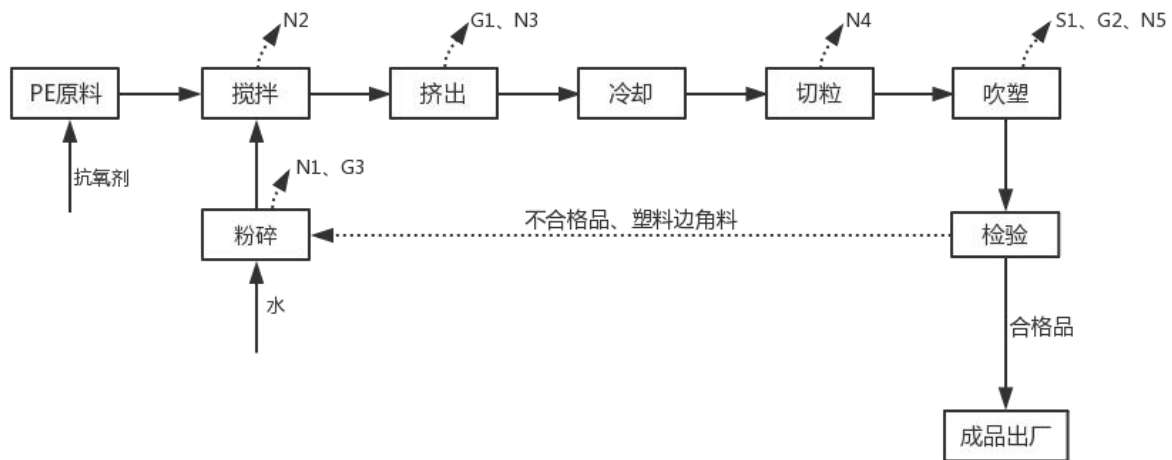 N2
G1、N3
N4
S1、G2、N5
PE原料
搅拌
挤出
冷却
切粒
吹塑
抗氧剂
N1、G3
粉碎
不合格品、塑料边角料
检验
水
合格品
成品出厂